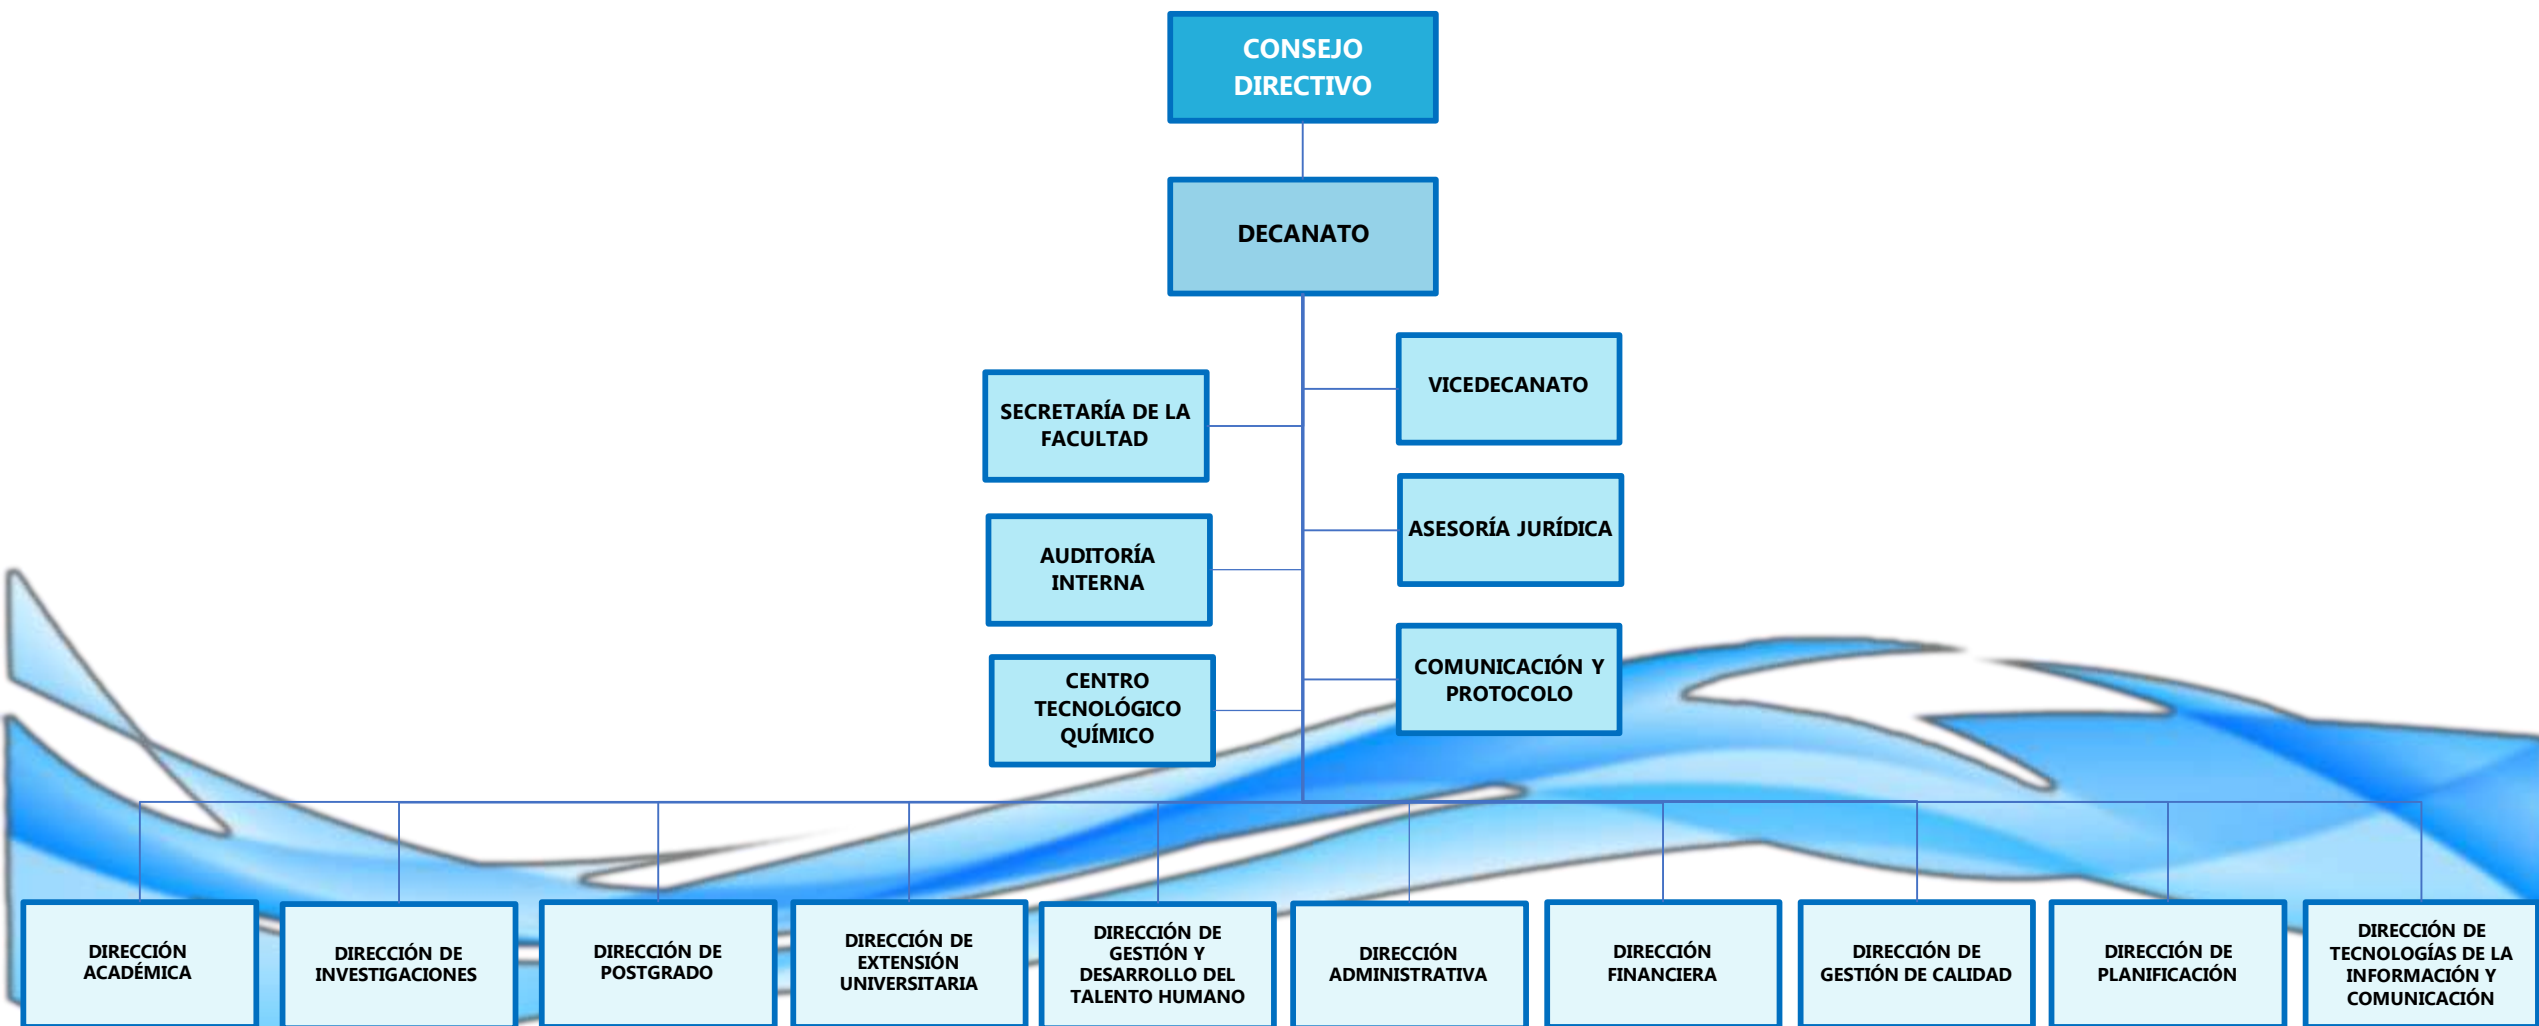 CONSEJO
DIRECTIVO
DECANATO
VICEDECANATO
SECRETARÍA DE LA
FACULTAD
ASESORÍA JURÍDICA
AUDITORÍA
INTERNA
COMUNICACIÓN Y
PROTOCOLO
CENTRO
TECNOLÓGICO
QUÍMICO
DIRECCIÓN
ACADÉMICA
DIRECCIÓN DE
INVESTIGACIONES
DIRECCIÓN DE
POSTGRADO
DIRECCIÓN DE
EXTENSIÓN
UNIVERSITARIA
DIRECCIÓN DE
GESTIÓN Y
DESARROLLO DEL
TALENTO HUMANO
DIRECCIÓN
ADMINISTRATIVA
DIRECCIÓN
FINANCIERA
DIRECCIÓN DE
GESTIÓN DE CALIDAD
DIRECCIÓN DE
PLANIFICACIÓN
DIRECCIÓN DE
TECNOLOGÍAS DE LA
INFORMACIÓN Y
COMUNICACIÓN